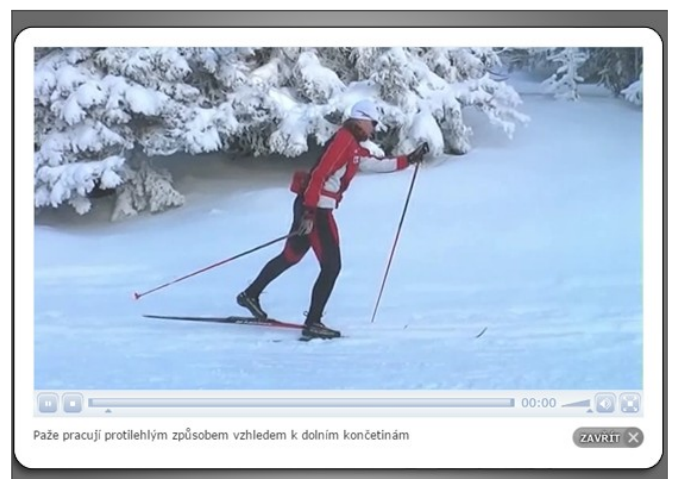 00:00
Paže pracují protilehlým způsobem vzhledem k dolním končetinám
ZAVŘÍT